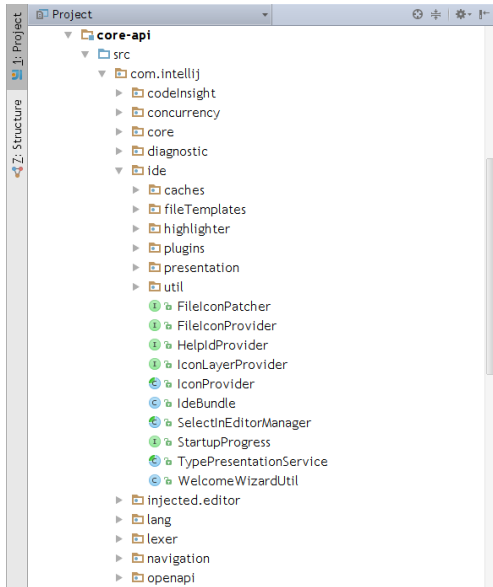 Project
1: Project
Z: Structure
core-api
src
com.intellij
codeInsight
concurrency
core
diagnostic
ide
caches
fileTemplates
highlighter
plugins
presentation
util
I FileIconPatcher
I FileIconProvider
I HelpIdProvider
I IconLayerProvider
C IconProvider
C IdeBundle
C SelectInEditorManager
I StartupProgress
C TypePresentationService
C WelcomeWizardUtil
injected.editor
lang
lexer
navigation
openapi